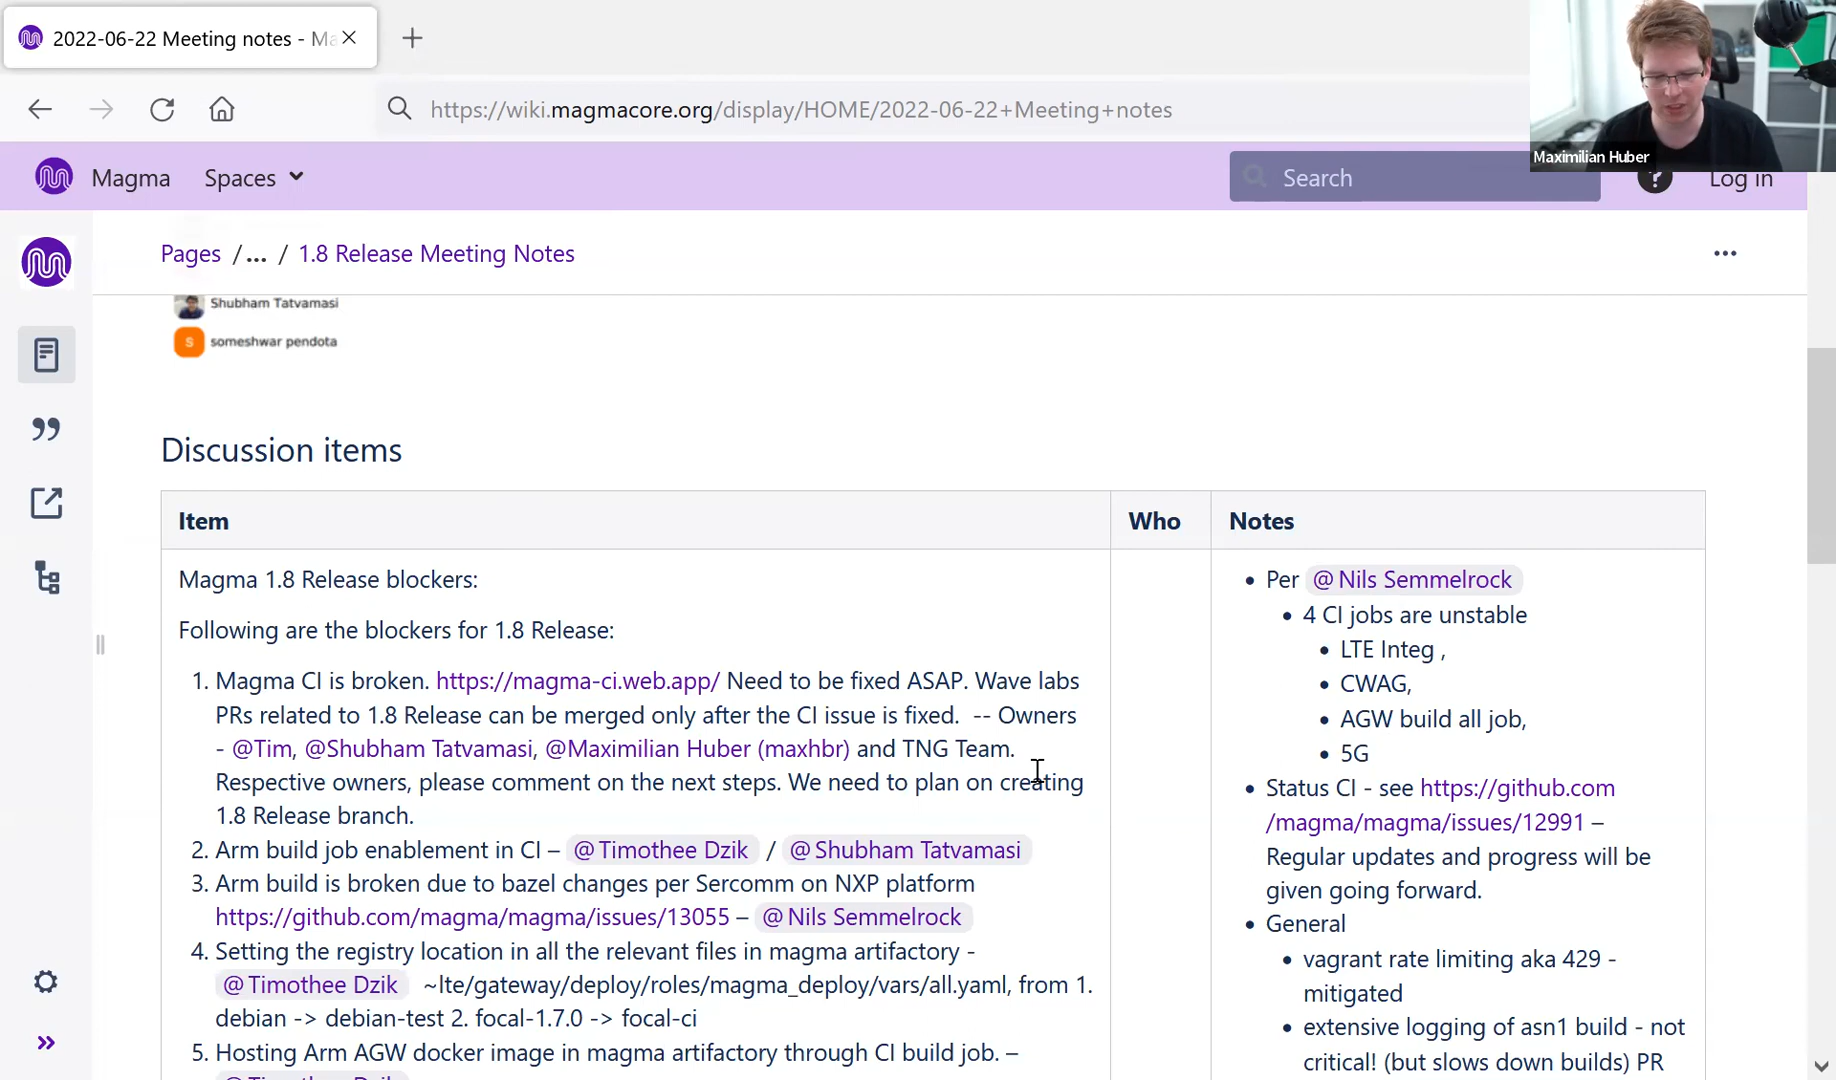 2022-06-22 Meeting notes - Ma
https://wiki.magmacore.org/display/HOME/2022-06-22+Meeting+notes
Maximilian Huber
Magma
Spaces
Search
?
Log in
Pages / ... / 1.8 Release Meeting Notes
Shubham Tatvamasi
S someshwar pendota
Discussion items
Item
Who
Notes
Magma 1.8 Release blockers:
Following are the blockers for 1.8 Release:
1. Magma CI is broken. https://magma-ci.web.app/ Need to be fixed ASAP. Wave labs
PRs related to 1.8 Release can be merged only after the CI issue is fixed.  -- Owners
- @Tim, @Shubham Tatvamasi, @Maximilian Huber (maxhbr) and TNG Team.
Respective owners, please comment on the next steps. We need to plan on creating
1.8 Release branch.
2. Arm build job enablement in CI – @Timothee Dzik / @Shubham Tatvamasi
3. Arm build is broken due to bazel changes per Sercomm on NXP platform
https://github.com/magma/magma/issues/13055 – @Nils Semmelrock
4. Setting the registry location in all the relevant files in magma artifactory -
@Timothee Dzik ~lte/gateway/deploy/roles/magma_deploy/vars/all.yaml, from 1.
debian -> debian-test 2. focal-1.7.0 -> focal-ci
5. Hosting Arm AGW docker image in magma artifactory through CI build job. –
@Timothee Dzik
• Per @Nils Semmelrock
• 4 CI jobs are unstable
• LTE Integ ,
• CWAG,
• AGW build all job,
• 5G
• Status CI - see https://github.com
/magma/magma/issues/12991 –
Regular updates and progress will be
given going forward.
• General
• vagrant rate limiting aka 429 -
mitigated
• extensive logging of asn1 build - not
critical! (but slows down builds) PR